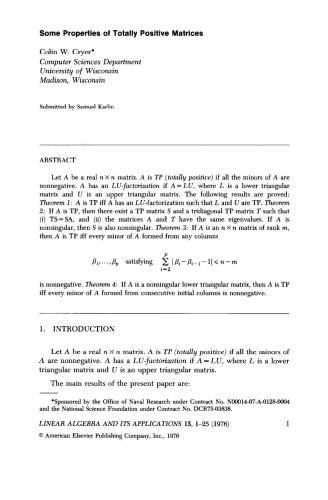 Some Properties of Totally Positive Matrices
Colin W. Cryer*
Computer Sciences Department
University of Wisconsin
Madison, Wisconsin
Submitted by Samuel Karlin
ABSTRACT
Let A be a real n×n matrix. A is TP (totally positive) if all the minors of A are
nonnegative. A has an LU-factorization if A=LU, where L is a lower triangular
matrix and U is an upper triangular matrix. The following results are proved:
Theorem 1: A is TP iff A has an LU-factorization such that L and U are TP. Theorem
2: If A is TP, then there exist a TP matrix S and a tridiagonal TP matrix T such that
(i) TS=SA, and (ii) the matrices A and T have the same eigenvalues. If A is
nonsingular, then S is also nonsingular. Theorem 3: If A is an n×n matrix of rank m,
then A is TP iff every minor of A formed from any columns
β₁,...,βₚ satisfying ∑ᵢ₌₂ᵖ |βᵢ−βᵢ₋₁−1|≤n−m
is nonnegative. Theorem 4: If A is a nonsingular lower triangular matrix, then A is TP
iff every minor of A formed from consecutive initial columns is nonnegative.
1. INTRODUCTION
Let A be a real n×n matrix. A is TP (totally positive) if all the minors of
A are nonnegative. A has a LU-factorization if A=LU, where L is a lower
triangular matrix and U is an upper triangular matrix.
The main results of the present paper are:
*Sponsored by the Office of Naval Research under Contract No. N00014-67-A-0128-0004
and the National Science Foundation under Contract No. DCR75-03838.
LINEAR ALGEBRA AND ITS APPLICATIONS 15, 1–25 (1976) 1
© American Elsevier Publishing Company, Inc., 1976